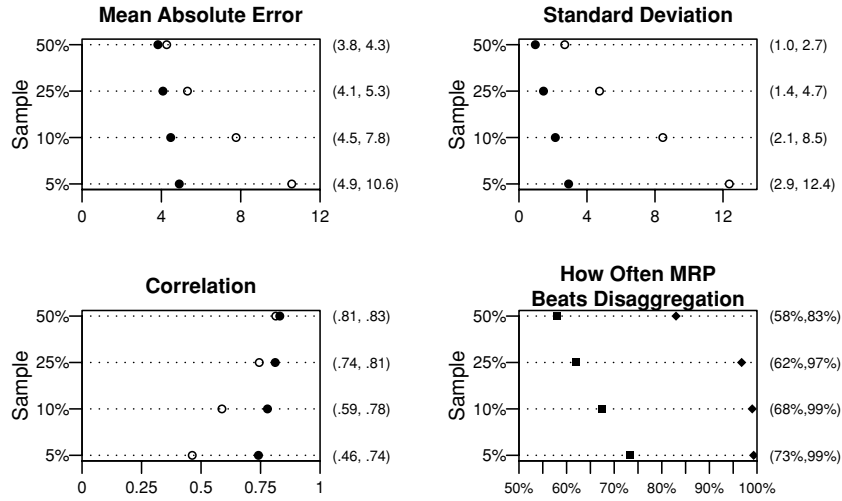 Mean Absolute Error
Sample
50%
25%
10%
5%
(3.8, 4.3)
(4.1, 5.3)
(4.5, 7.8)
(4.9, 10.6)
0 4 8 12
Standard Deviation
Sample
50%
25%
10%
5%
(1.0, 2.7)
(1.4, 4.7)
(2.1, 8.5)
(2.9, 12.4)
0 4 8 12
Correlation
Sample
50%
25%
10%
5%
(.81, .83)
(.74, .81)
(.59, .78)
(.46, .74)
0 0.25 0.5 0.75 1
How Often MRP
Beats Disaggregation
Sample
50%
25%
10%
5%
(58%,83%)
(62%,97%)
(68%,99%)
(73%,99%)
50% 60% 70% 80% 90% 100%